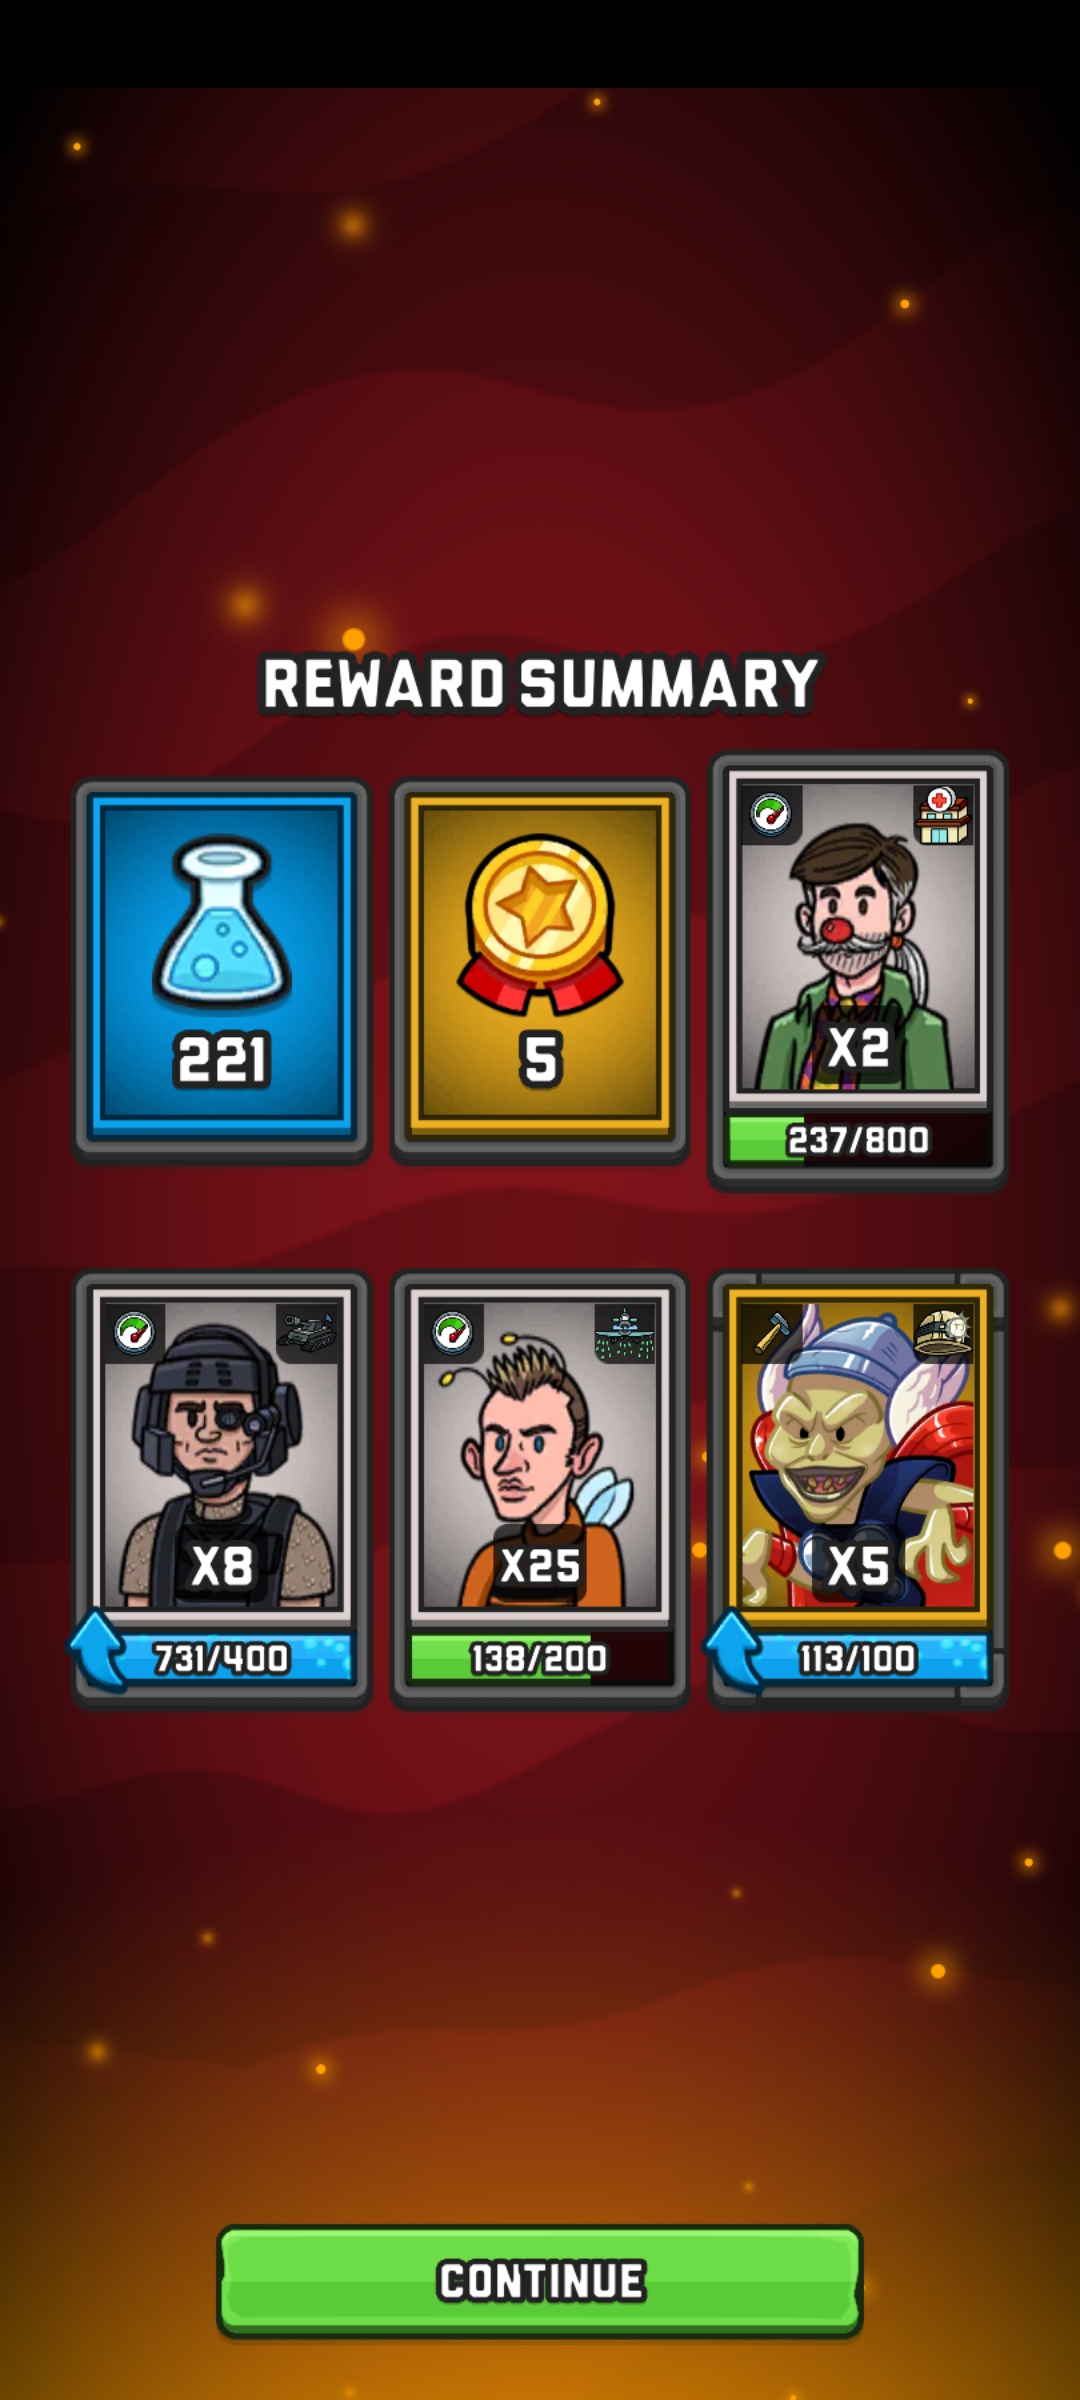 REWARD SUMMARY
221
5
X2
237/800
X8
731/400
X25
138/200
X5
113/100
CONTINUE